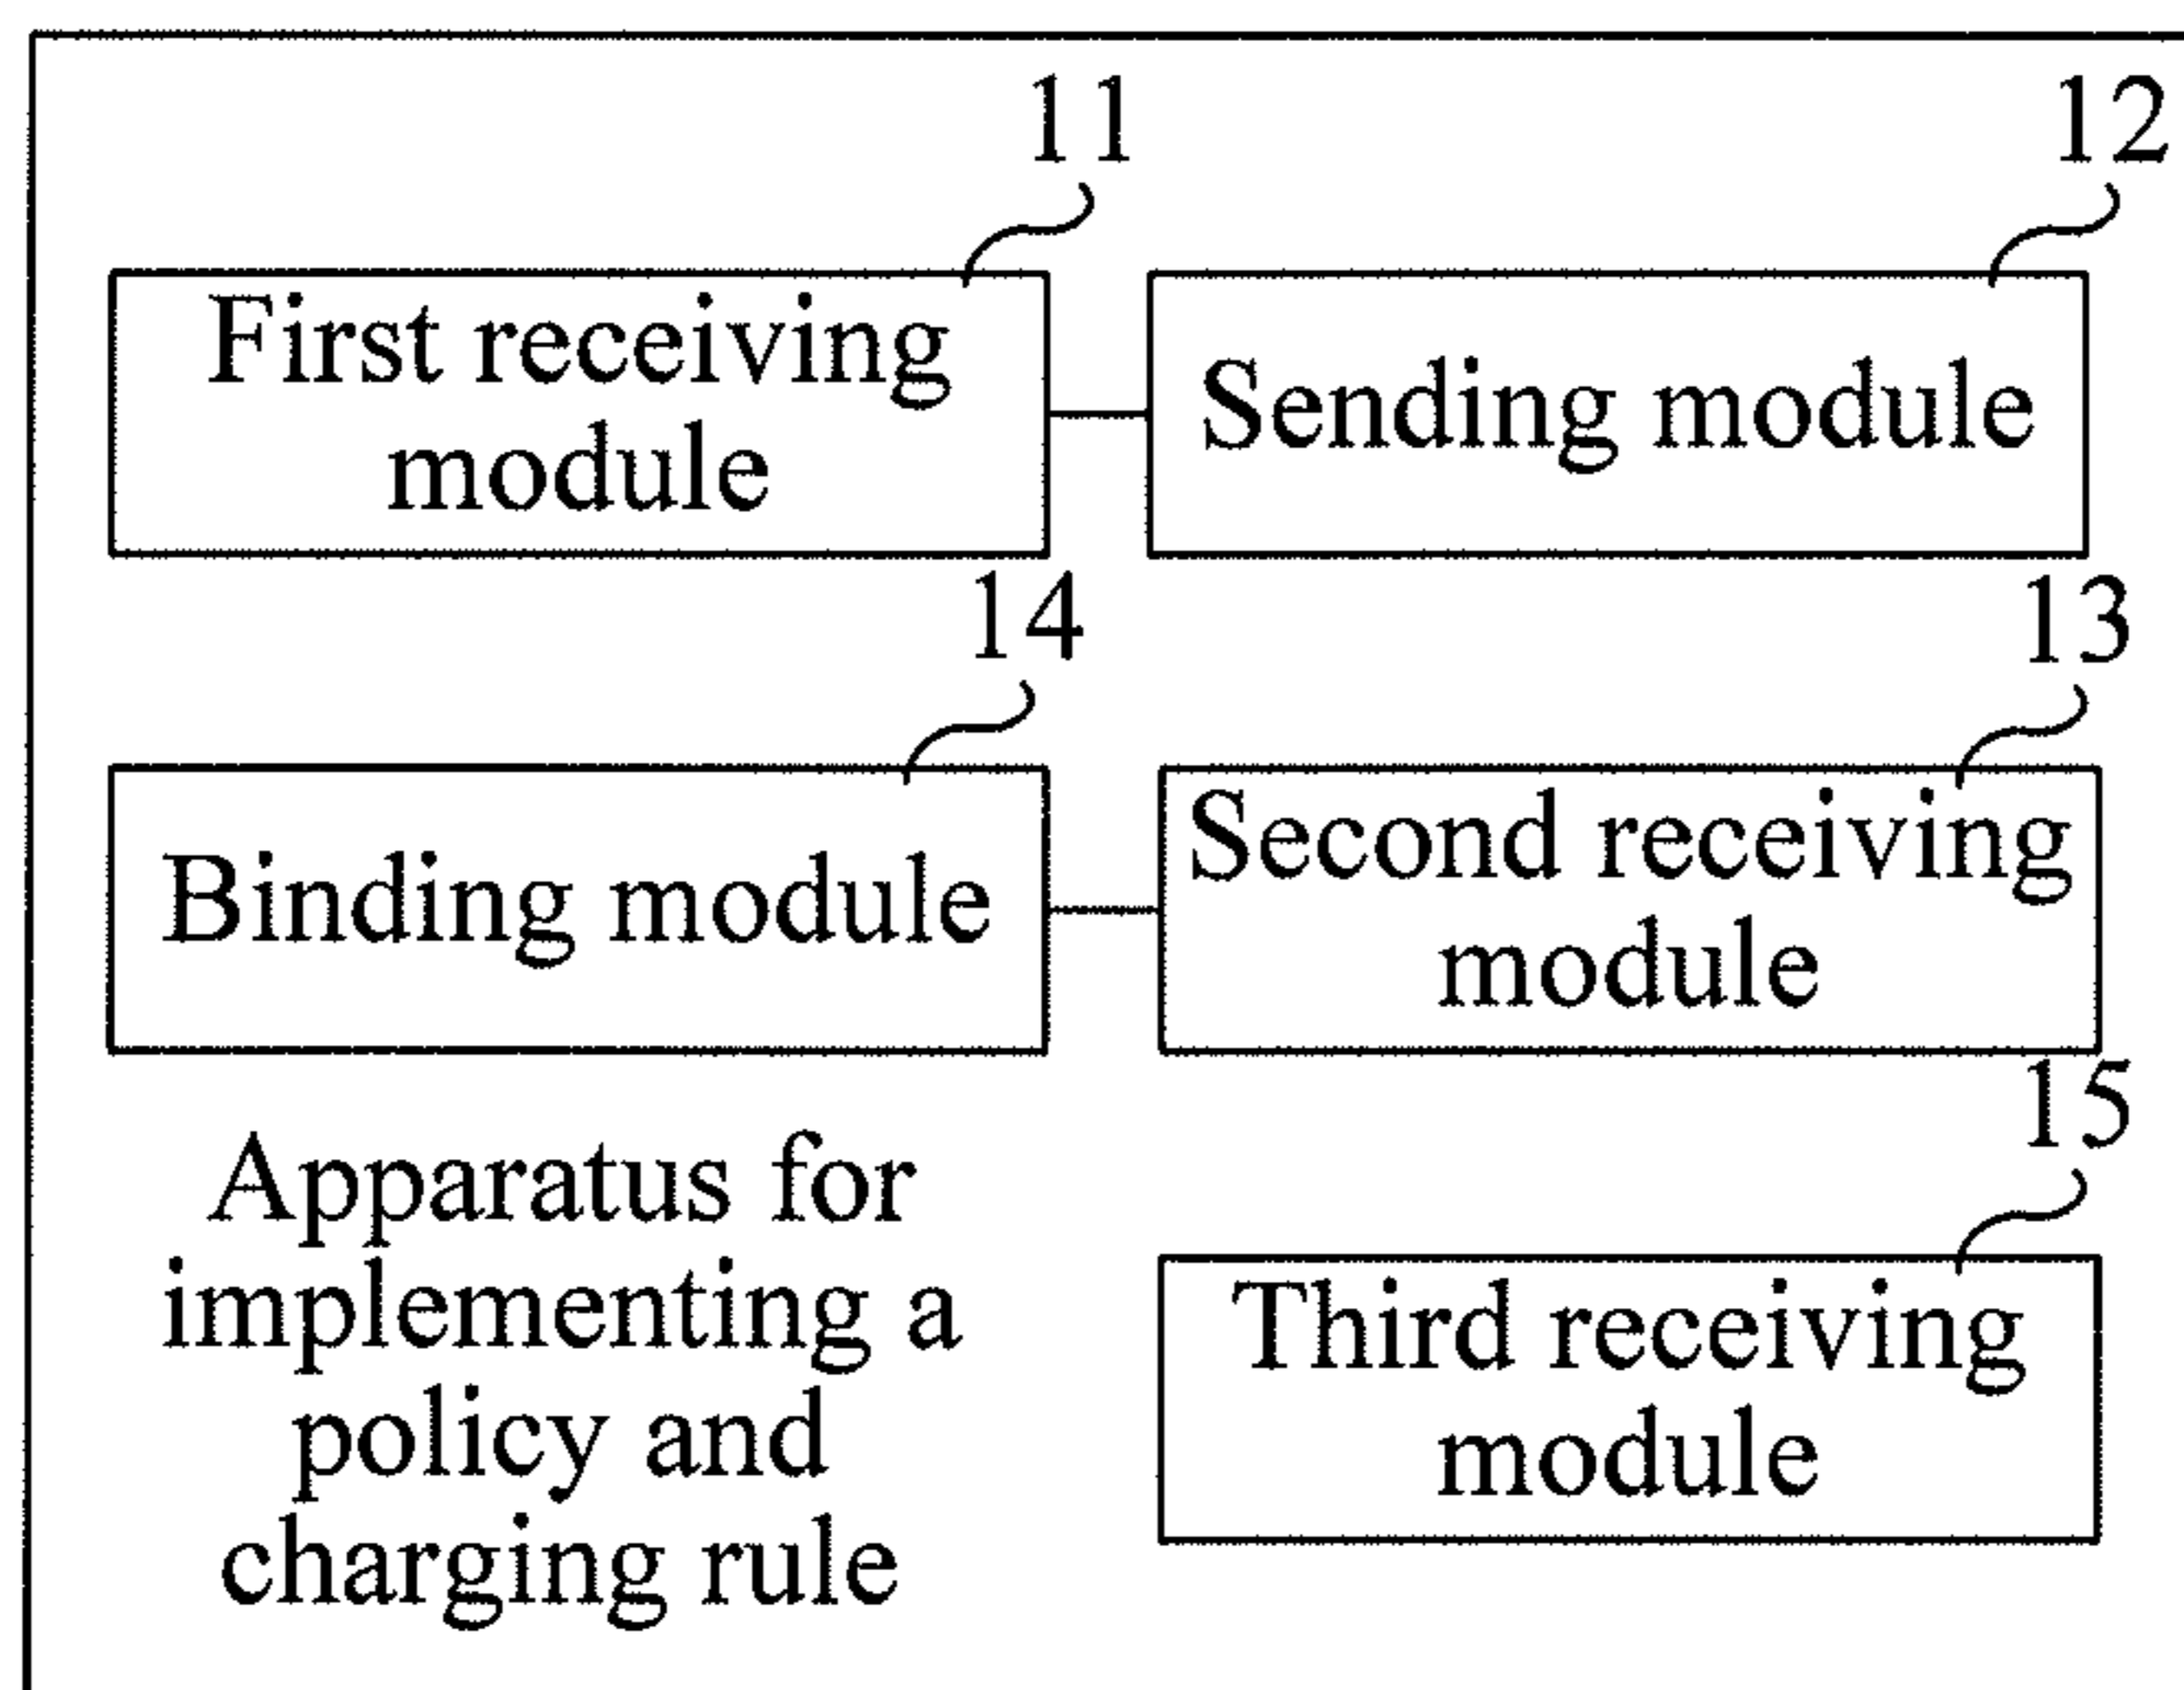 11
12
First receiving
module
Sending module
14
13
Binding module
Second receiving
module
15
Apparatus for
implementing a
policy and
charging rule
Third receiving
module